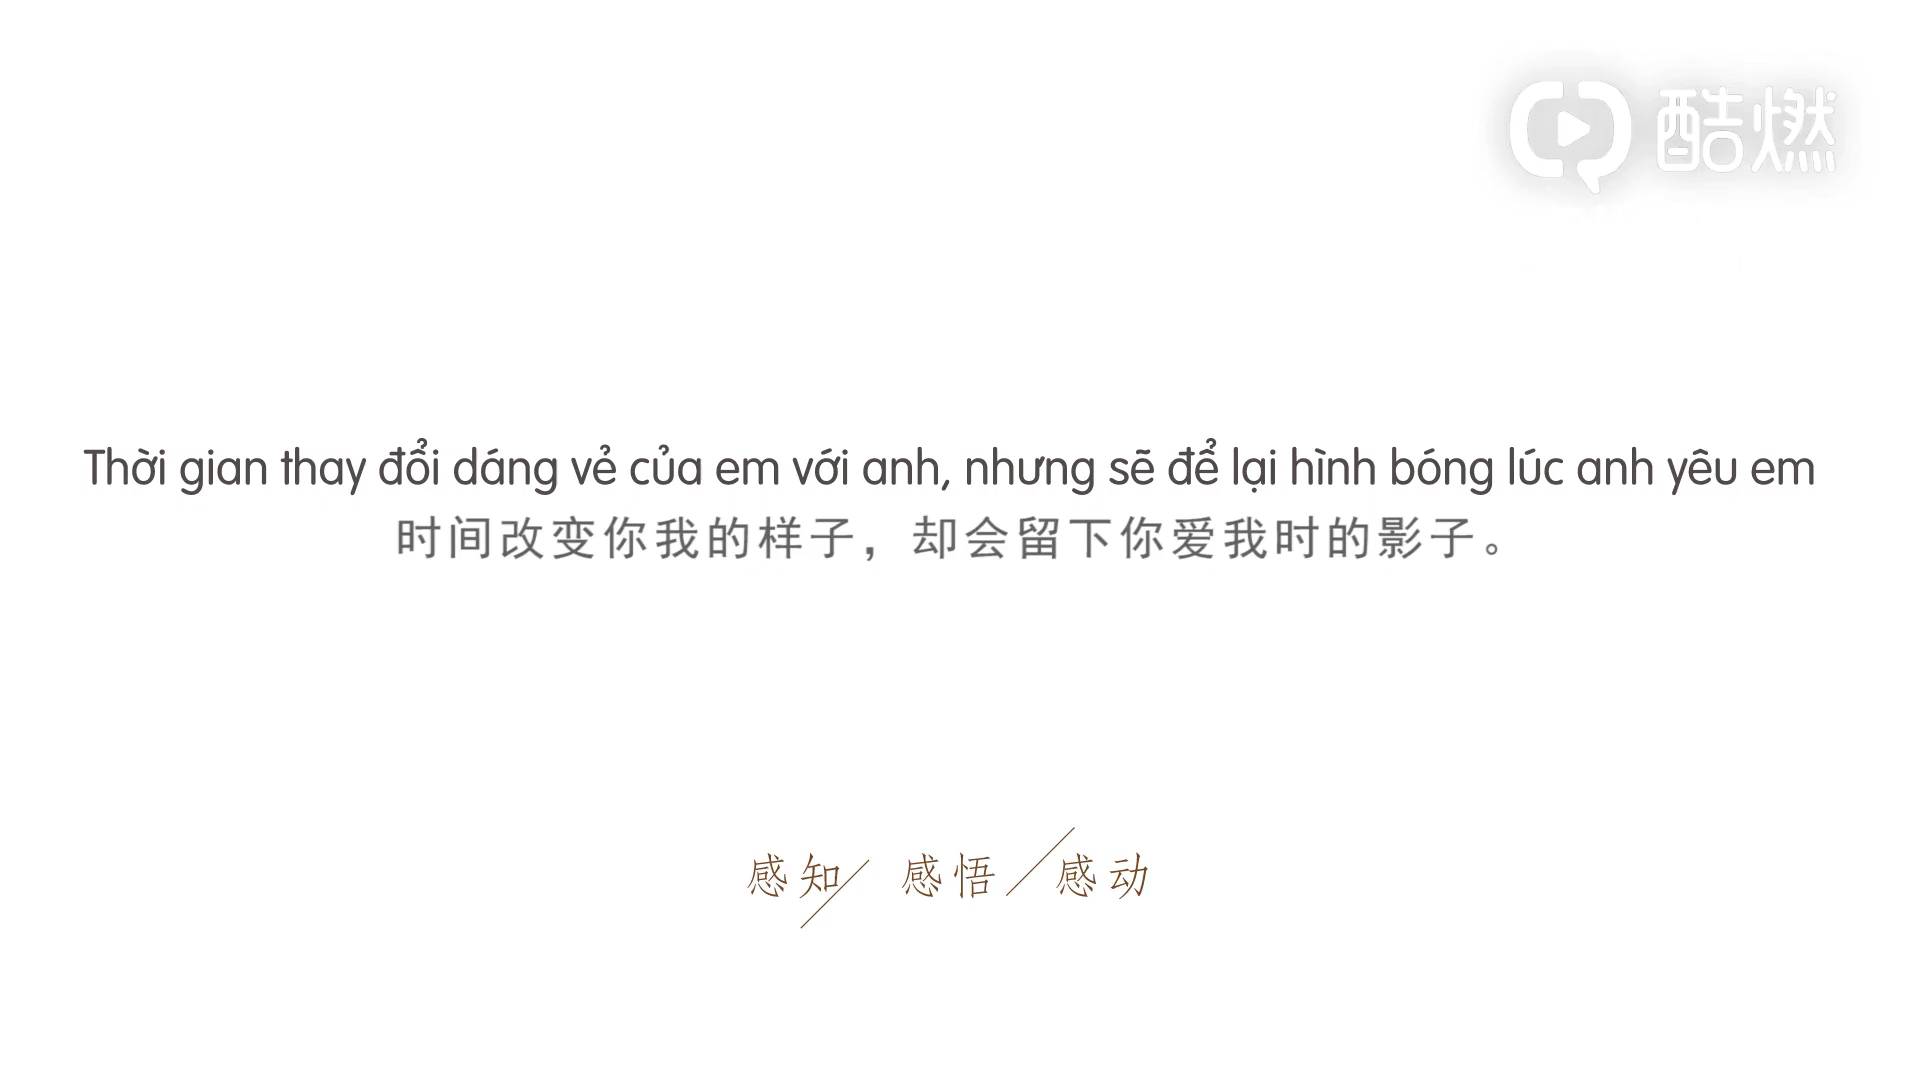 酷燃
Thời gian thay đổi dáng vẻ của em với anh, nhưng sẽ để lại hình bóng lúc anh yêu em
时间改变你我的样子，却会留下你爱我时的影子。
感知 感悟 感动